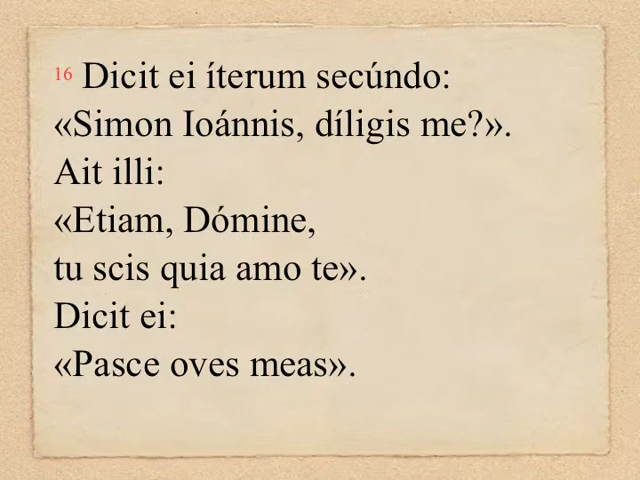 16 Dicit ei íterum secúndo:
«Simon Ioánnis, díligis me?».
Ait illi:
«Etiam, Dómine,
tu scis quia amo te».
Dicit ei:
«Pasce oves meas».